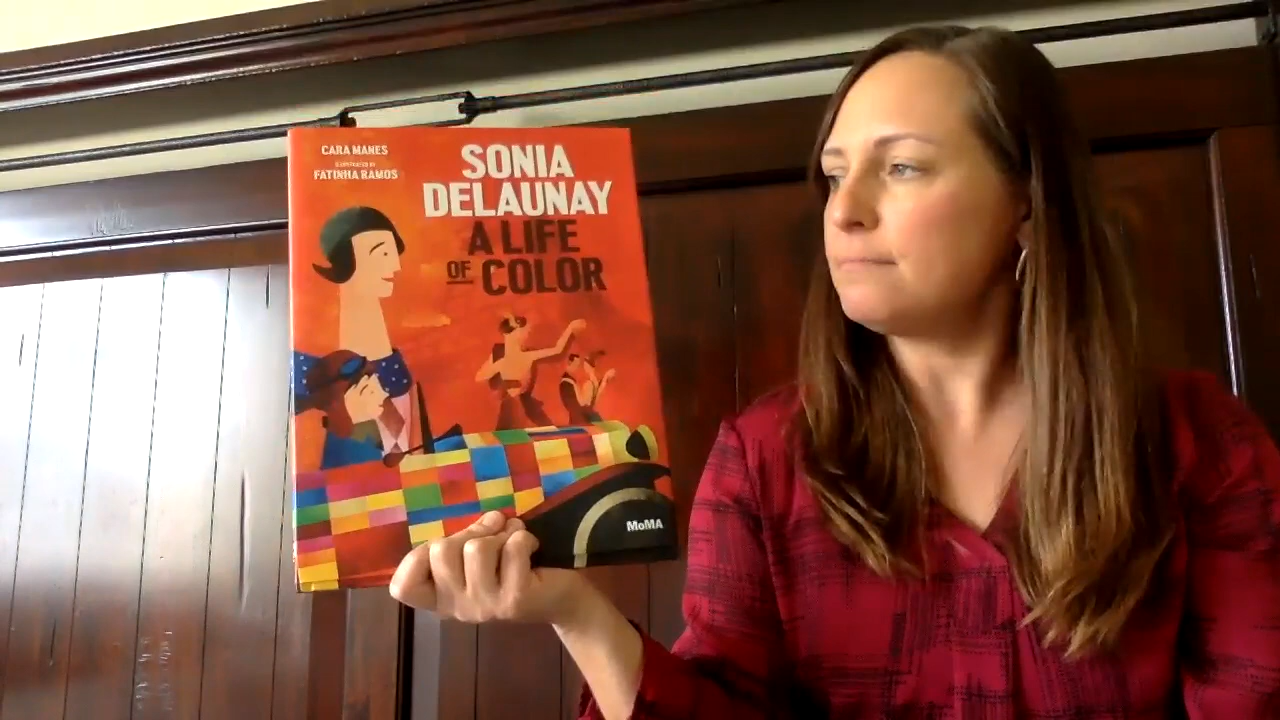 CARA MANES
ILLUSTRATED BY
FATINHA RAMOS
SONIA
DELAUNAY
A LIFE
OF COLOR
MoMA